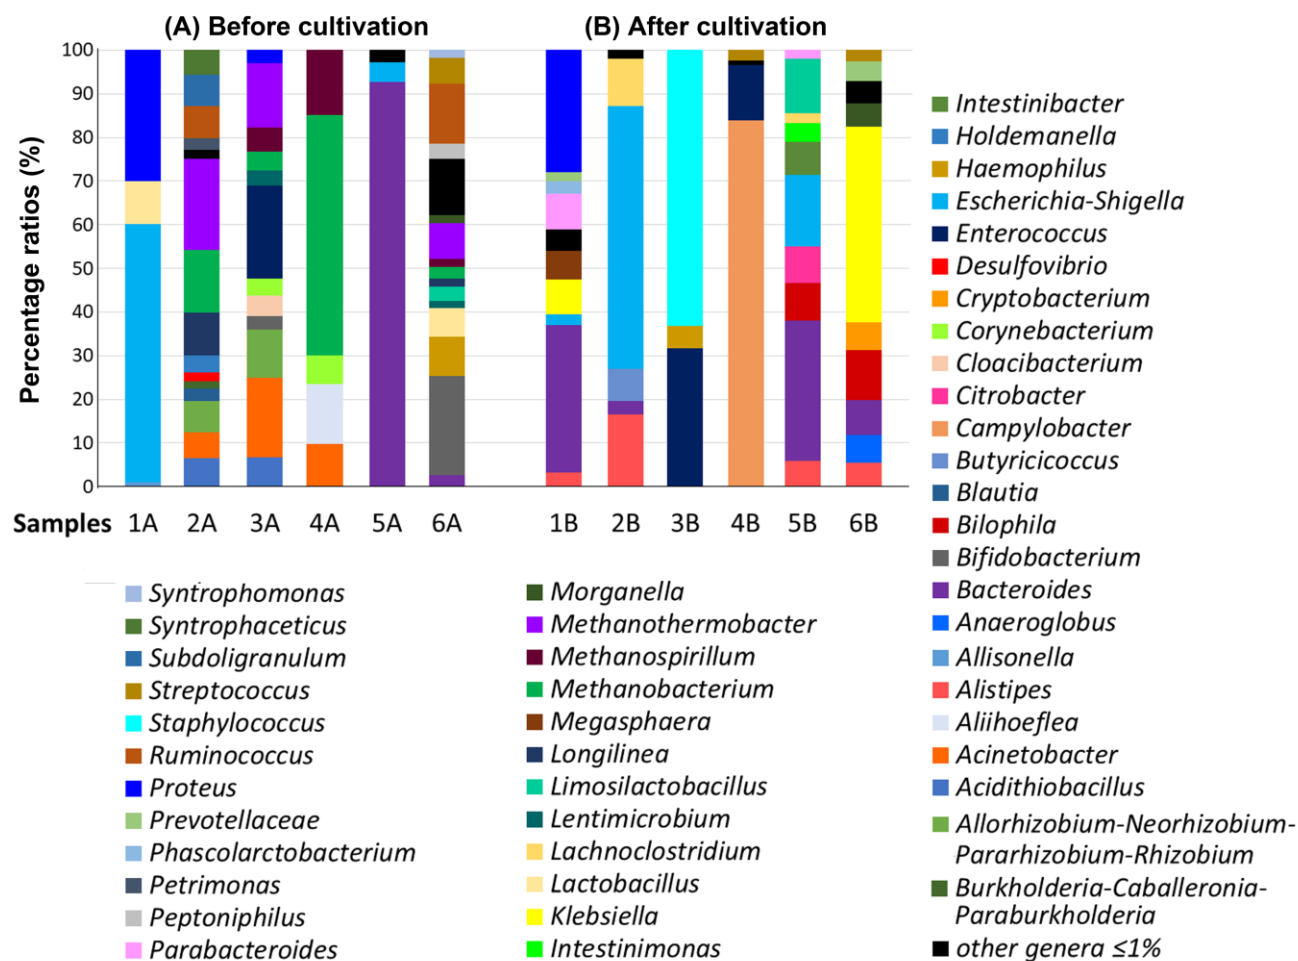 (A) Before cultivation
(B) After cultivation
Percentage ratios (%)
100
90
80
70
60
50
40
30
20
10
0
Samples 1A 2A 3A 4A 5A 6A 1B 2B 3B 4B 5B 6B
Intestinibacter
Holdemanella
Haemophilus
Escherichia-Shigella
Enterococcus
Desulfovibrio
Cryptobacterium
Corynebacterium
Cloacibacterium
Citrobacter
Campylobacter
Butyricicoccus
Blautia
Bilophila
Bifidobacterium
Bacteroides
Anaeroglobus
Allisonella
Alistipes
Aliihoeflea
Acinetobacter
Acidithiobacillus
Allorhizobium-Neorhizobium-
Pararhizobium-Rhizobium
Burkholderia-Caballeronia-
Paraburkholderia
other genera ≤1%
Syntrophomonas
Syntrophaceticus
Subdoligranulum
Streptococcus
Staphylococcus
Ruminococcus
Proteus
Prevotellaceae
Phascolarctobacterium
Petrimonas
Peptoniphilus
Parabacteroides
Morganella
Methanothermobacter
Methanospirillum
Methanobacterium
Megasphaera
Longilinea
Limosilactobacillus
Lentimicrobium
Lachnoclostridium
Lactobacillus
Klebsiella
Intestinimonas